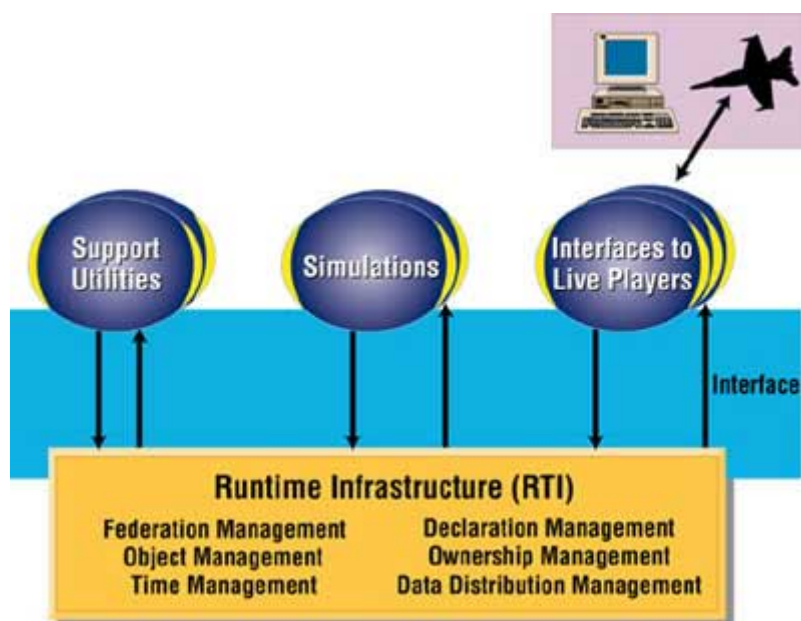 Support
Utilities
Simulations
Interfaces to
Live Players
Interface
Runtime Infrastructure (RTI)
Federation Management
Object Management
Time Management
Declaration Management
Ownership Management
Data Distribution Management